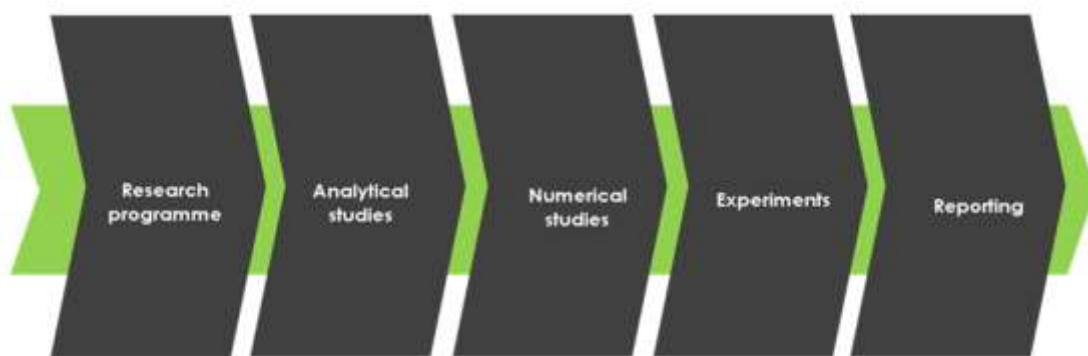 Research
programme
Analytical
studies
Numerical
studies
Experiments
Reporting